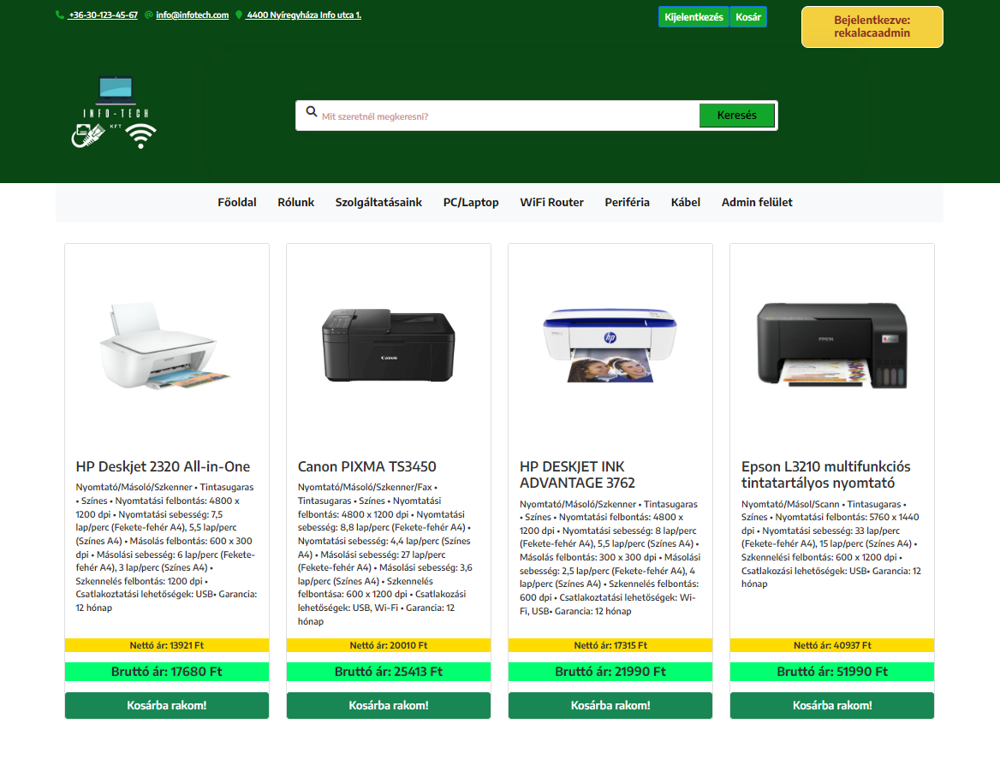 +36-30-123-45-67 info@infotech.com 4400 Nyíregyháza Info utca 1.
Kijelentkezés Kosár
Bejelentkezve:
rekalacaadmin
INFO-TECH
KFT
Mit szeretnél megkeresni?
Keresés
Főoldal Rólunk Szolgáltatásaink PC/Laptop WiFi Router Periféria Kábel Admin felület
HP Deskjet 2320 All-in-One
Nyomtató/Másoló/Szkenner • Tintasugaras
• Színes • Nyomtatási felbontás: 4800 x
1200 dpi • Nyomtatási sebesség: 7,5
lap/perc (Fekete-fehér A4), 5,5 lap/perc
(Színes A4) • Másolás felbontás: 600 x 300
dpi • Másolási sebesség: 6 lap/perc (Fekete-
fehér A4), 3 lap/perc (Színes A4) •
Szkennelés felbontás: 1200 dpi •
Csatlakoztatási lehetőségek: USB• Garancia:
12 hónap
Nettó ár: 13921 Ft
Bruttó ár: 17680 Ft
Kosárba rakom!
Canon
Canon PIXMA TS3450
Nyomtató/Másoló/Szkenner/Fax •
Tintasugaras • Színes • Nyomtatási
felbontás: 4800 x 1200 dpi • Nyomtatási
sebesség: 8,8 lap/perc (Fekete-fehér A4) •
Nyomtatási sebesség: 4,4 lap/perc (Színes
A4) • Másolási sebesség: 27 lap/perc
(Fekete-fehér A4) • Másolási sebesség: 3,6
lap/perc (Színes A4) • Szkennelés
felbontása: 600 x 1200 dpi • Csatlakozási
lehetőségek: USB, Wi-Fi • Garancia: 12
hónap
Nettó ár: 20010 Ft
Bruttó ár: 25413 Ft
Kosárba rakom!
hp
HP DESKJET INK
ADVANTAGE 3762
Nyomtató/Másoló/Szkenner • Tintasugaras
• Színes • Nyomtatási felbontás: 4800 x
1200 dpi • Nyomtatási sebesség: 8 lap/perc
(Fekete-fehér A4), 5,5 lap/perc (Színes A4) •
Másolás felbontás: 300 x 300 dpi • Másolási
sebesség: 2,5 lap/perc (Fekete-fehér A4), 4
lap/perc (Színes A4) • Szkennelés felbontás:
600 dpi • Csatlakoztatási lehetőségek: Wi-
Fi, USB• Garancia: 12 hónap
Nettó ár: 17315 Ft
Bruttó ár: 21990 Ft
Kosárba rakom!
EPSON
Epson L3210 multifunkciós
tintatartályos nyomtató
Nyomtató/Másol/Scann • Tintasugaras •
Színes • Nyomtatási felbontás: 5760 x 1440
dpi • Nyomtatási sebesség: 33 lap/perc
(Fekete-fehér A4), 15 lap/perc (Színes A4) •
Szkennelés felbontás: 600 x 1200 dpi •
Csatlakozási lehetőségek: USB• Garancia: 12
hónap
Nettó ár: 40937 Ft
Bruttó ár: 51990 Ft
Kosárba rakom!